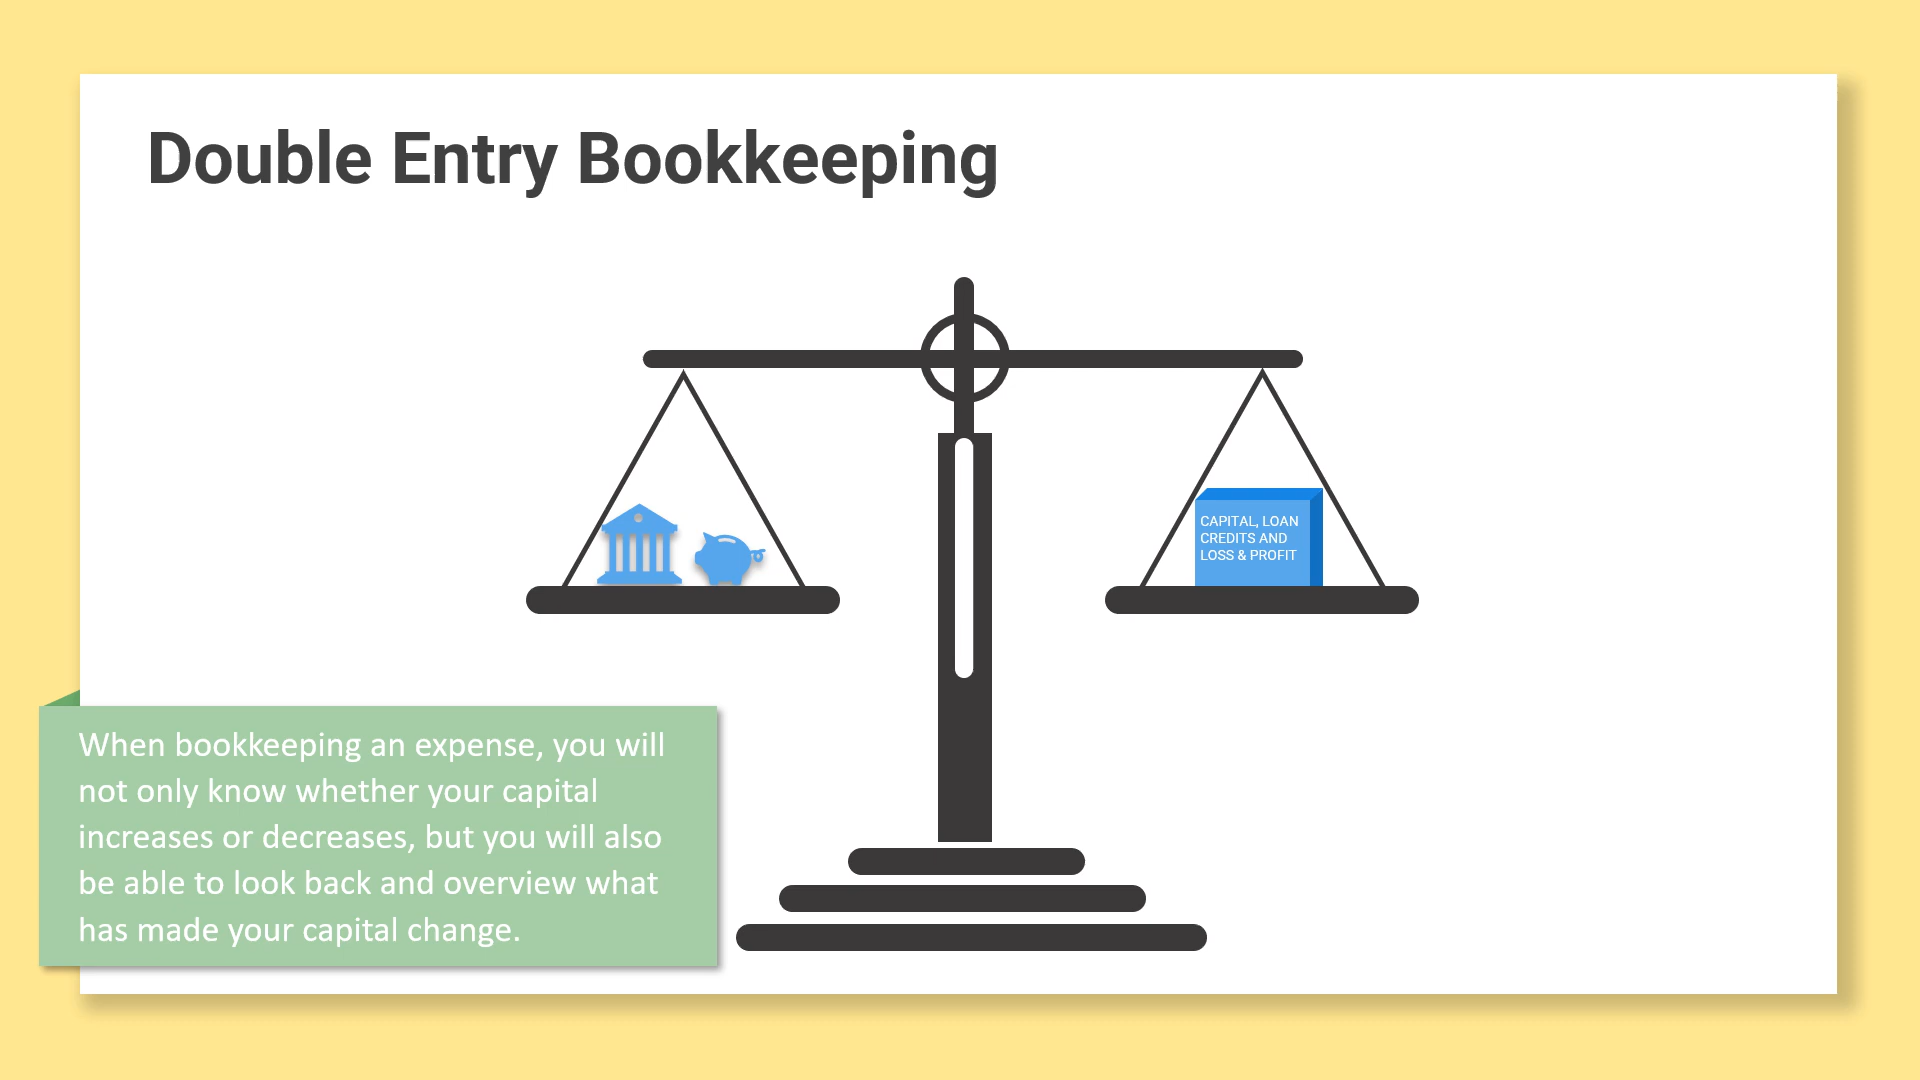 Double Entry Bookkeeping
CAPITAL, LOAN
CREDITS AND
LOSS & PROFIT
When bookkeeping an expense, you will
not only know whether your capital
increases or decreases, but you will also
be able to look back and overview what
has made your capital change.